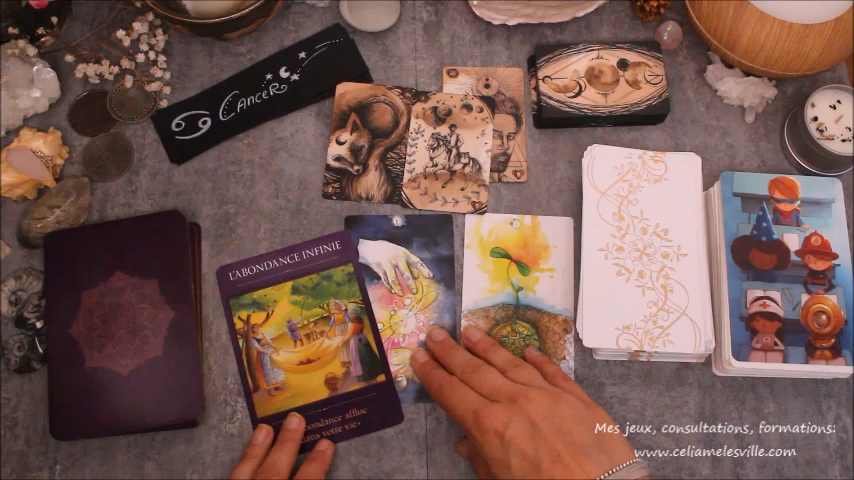 Cancer
L'ABONDANCE INFINIE
abondance afflue
dans votre vie»
Mes jeux, consultations, formations:
www.celiamelesville.com